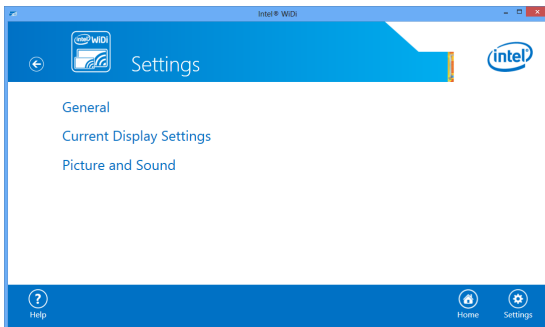 Intel® WiDi
intel WiDi
Settings
intel
General
Current Display Settings
Picture and Sound
Help
Home
Settings